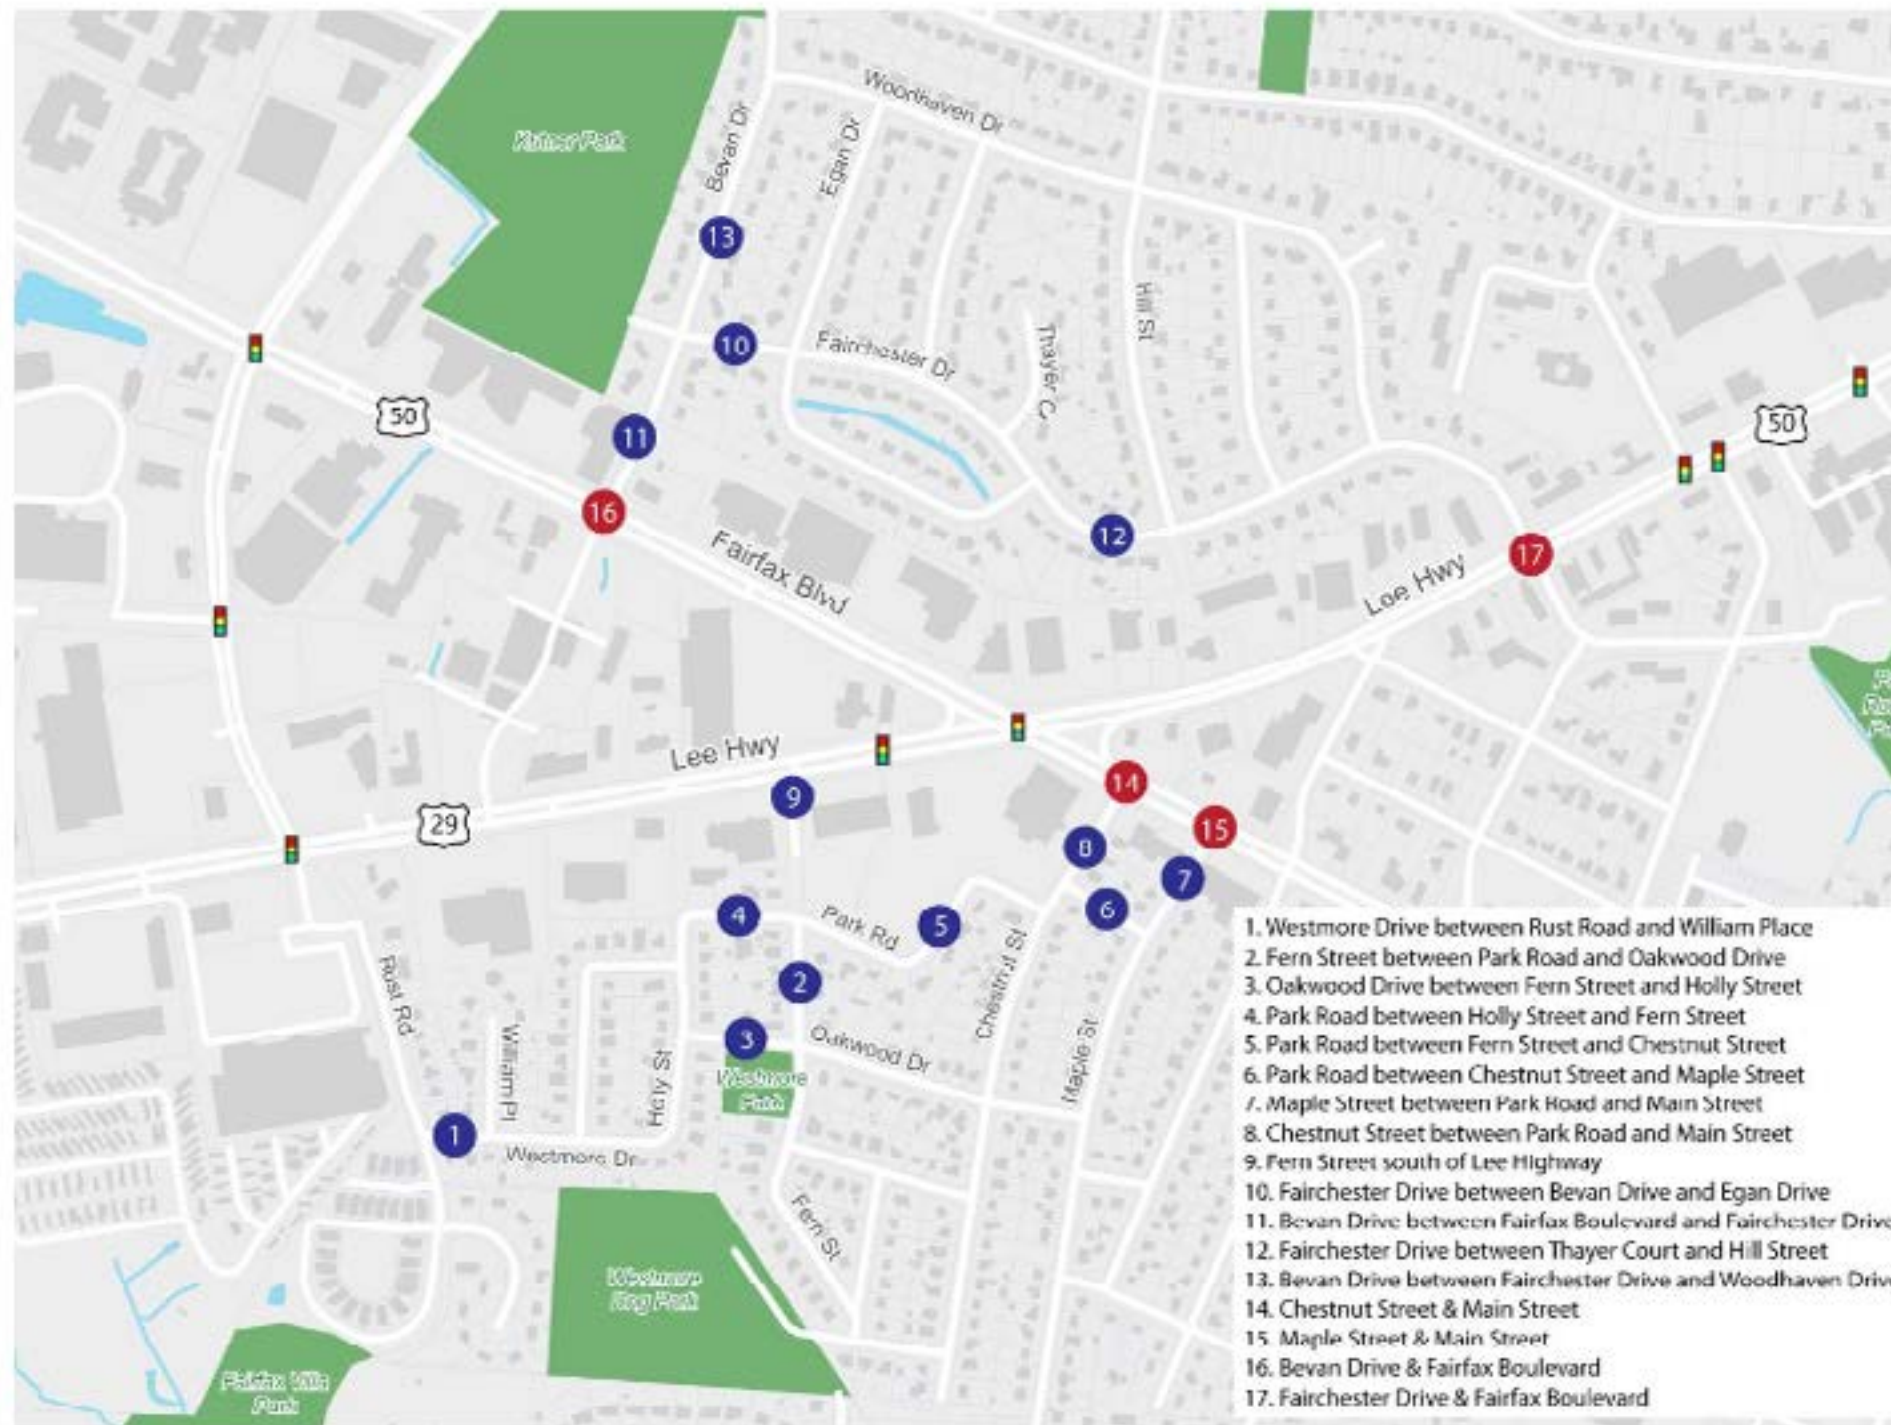 Woodhaven Dr
Bevan Dr
Egan Dr
13
Hill St
10
Fairchester Dr
Thayer C
50
50
11
16
12
17
Fairfax Blvd
Lee Hwy
Lee Hwy
14
9
29
15
8
7
4
5
6
Park Rd
Rust Rd
2
Chestnut St
3
Oakwood Dr
William Pl
Holly St
Maple St
Westmore
Park
1
Westmore Dr
Fern St
Westmore
Park
Fairfax Villa
Park
1. Westmore Drive between Rust Road and William Place
2. Fern Street between Park Road and Oakwood Drive
3. Oakwood Drive between Fern Street and Holly Street
4. Park Road between Holly Street and Fern Street
5. Park Road between Fern Street and Chestnut Street
6. Park Road between Chestnut Street and Maple Street
7. Maple Street between Park Road and Main Street
8. Chestnut Street between Park Road and Main Street
9. Fern Street south of Lee Highway
10. Fairchester Drive between Bevan Drive and Egan Drive
11. Bevan Drive between Fairfax Boulevard and Fairchester Drive
12. Fairchester Drive between Thayer Court and Hill Street
13. Bevan Drive between Fairchester Drive and Woodhaven Drive
14. Chestnut Street & Main Street
15. Maple Street & Main Street
16. Bevan Drive & Fairfax Boulevard
17. Fairchester Drive & Fairfax Boulevard